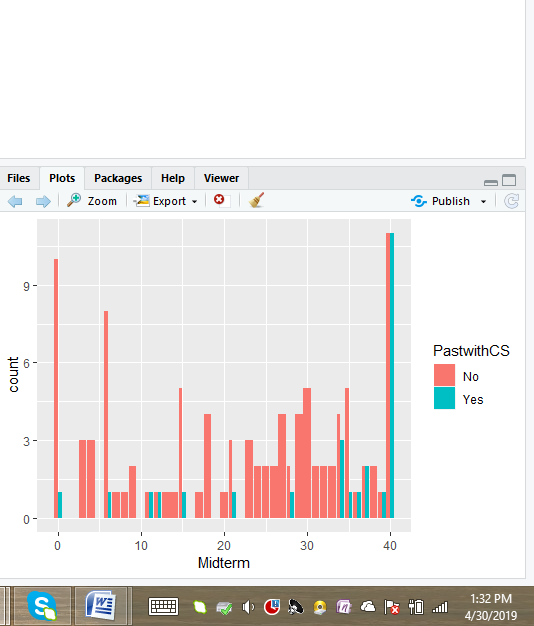 Files Plots Packages Help Viewer
Zoom Export Publish
PastwithCS
No
Yes
count
9
6
3
0
0 10 20 30 40
Midterm
1:32 PM
4/30/2019